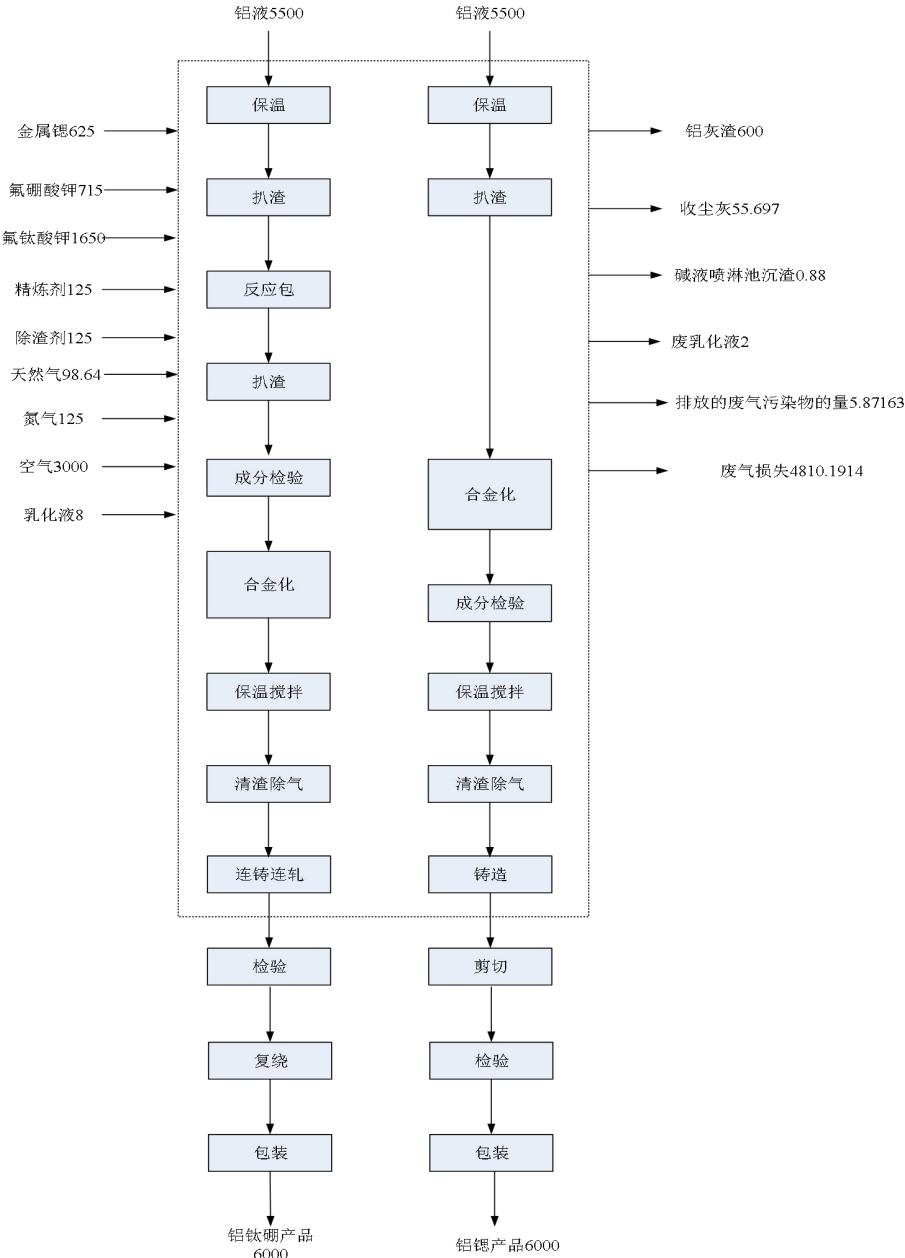 铝液5500
铝液5500
保温
保温
金属锶625
铝灰渣600
氟硼酸钾715
扒渣
扒渣
收尘灰55.697
氟钛酸钾1650
碱液喷淋池沉渣0.88
精炼剂125
反应包
除渣剂125
废乳化液2
天然气98.64
扒渣
排放的废气污染物的量5.87163
氮气125
空气3000
成分检验
废气损失4810.1914
合金化
乳化液8
合金化
成分检验
保温搅拌
保温搅拌
清渣除气
清渣除气
连铸连轧
铸造
检验
剪切
复绕
检验
包装
包装
铝钛硼产品
6000
铝锶产品6000